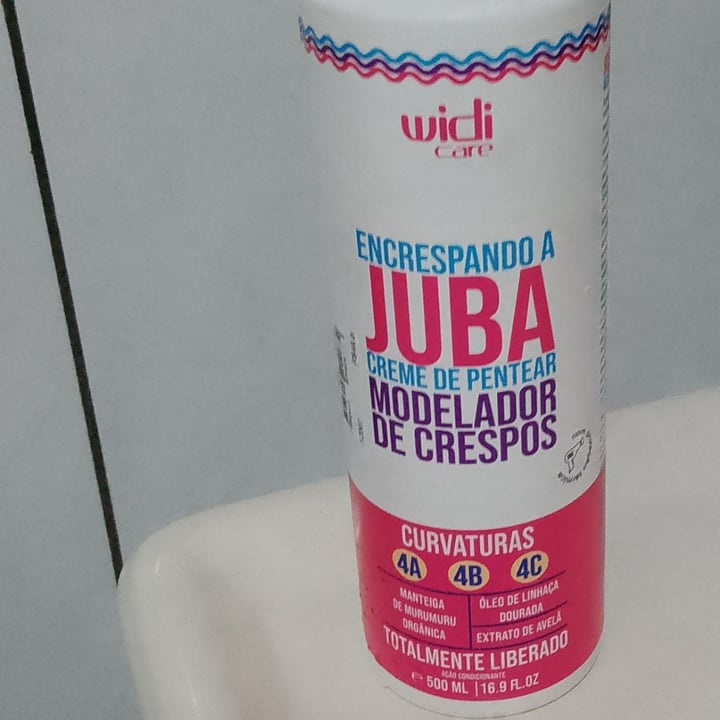 widi
care
ENCRESPANDO A
JUBA
CREME DE PENTEAR
MODELADOR
DE CRESPOS
CURVATURAS
4A 4B 4C
MANTEIGA
DE MURUMURU
ORGÂNICA
ÓLEO DE LINHAÇA
DOURADA
EXTRATO DE AVELÃ
TOTALMENTE LIBERADO
AÇÃO CONDICIONANTE
500 ML | 16.9 FL.OZ